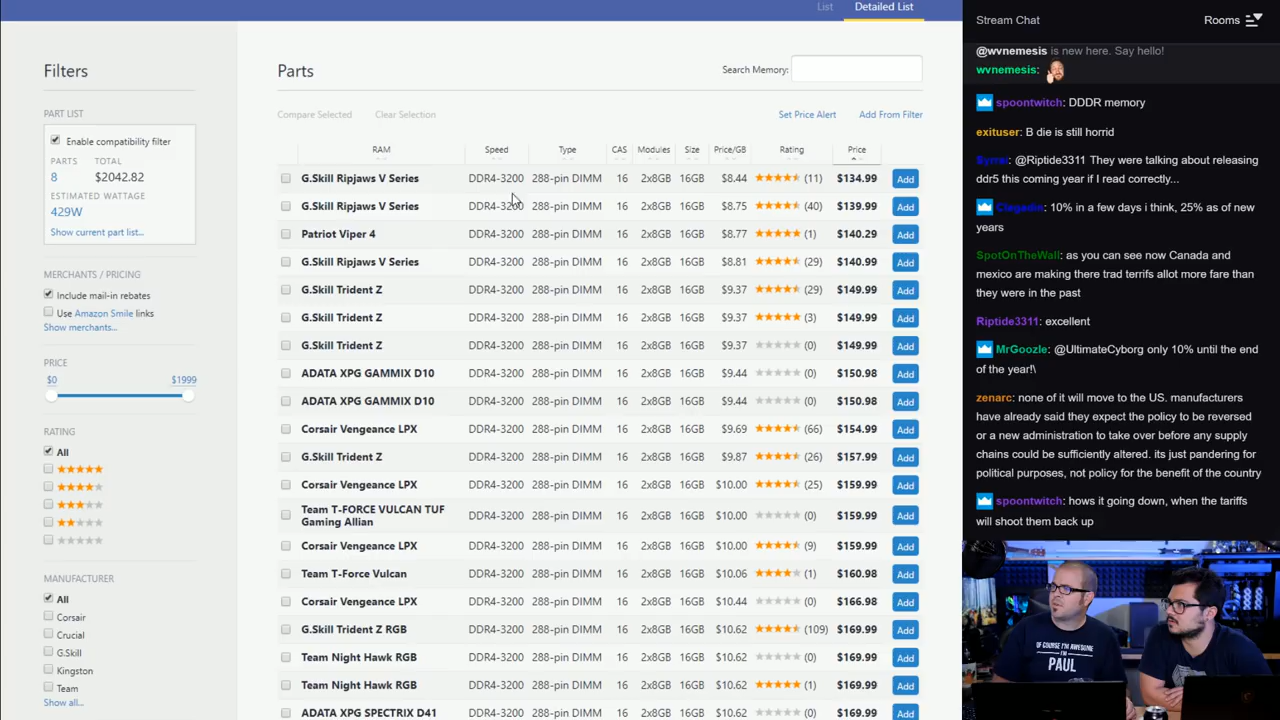 List
Detailed List
Filters
PART LIST
Enable compatibility filter
PARTS TOTAL
8 $2042.82
ESTIMATED WATTAGE
429W
Show current part list...
MERCHANTS / PRICING
Include mail-in rebates
Use Amazon Smile links
Show merchants...
PRICE
$0 $1999
RATING
All
MANUFACTURER
All
Corsair
Crucial
G.Skill
Kingston
Team
Show all...
Parts
Search Memory:
Compare Selected Clear Selection Set Price Alert Add From Filter
RAM Speed Type CAS Modules Size Price/GB Rating Price
G.Skill Ripjaws V Series DDR4-3200 288-pin DIMM 16 2x8GB 16GB $8.44 (11) $134.99 Add
G.Skill Ripjaws V Series DDR4-3200 288-pin DIMM 16 2x8GB 16GB $8.75 (40) $139.99 Add
Patriot Viper 4 DDR4-3200 288-pin DIMM 16 2x8GB 16GB $8.77 (1) $140.29 Add
G.Skill Ripjaws V Series DDR4-3200 288-pin DIMM 16 2x8GB 16GB $8.81 (29) $140.99 Add
G.Skill Trident Z DDR4-3200 288-pin DIMM 16 2x8GB 16GB $9.37 (29) $149.99 Add
G.Skill Trident Z DDR4-3200 288-pin DIMM 16 2x8GB 16GB $9.37 (3) $149.99 Add
G.Skill Trident Z DDR4-3200 288-pin DIMM 16 2x8GB 16GB $9.37 (0) $149.99 Add
ADATA XPG GAMMIX D10 DDR4-3200 288-pin DIMM 16 2x8GB 16GB $9.44 (0) $150.98 Add
ADATA XPG GAMMIX D10 DDR4-3200 288-pin DIMM 16 2x8GB 16GB $9.44 (0) $150.98 Add
Corsair Vengeance LPX DDR4-3200 288-pin DIMM 16 2x8GB 16GB $9.69 (66) $154.99 Add
G.Skill Trident Z DDR4-3200 288-pin DIMM 16 2x8GB 16GB $9.87 (26) $157.99 Add
Corsair Vengeance LPX DDR4-3200 288-pin DIMM 16 2x8GB 16GB $10.00 (25) $159.99 Add
Team T-FORCE VULCAN TUF
Gaming Allian DDR4-3200 288-pin DIMM 16 2x8GB 16GB $10.00 (0) $159.99 Add
Corsair Vengeance LPX DDR4-3200 288-pin DIMM 16 2x8GB 16GB $10.00 (9) $159.99 Add
Team T-Force Vulcan DDR4-3200 288-pin DIMM 16 2x8GB 16GB $10.06 (1) $160.98 Add
Corsair Vengeance LPX DDR4-3200 288-pin DIMM 16 2x8GB 16GB $10.44 (0) $166.98 Add
G.Skill Trident Z RGB DDR4-3200 288-pin DIMM 16 2x8GB 16GB $10.62 (109) $169.99 Add
Team Night Hawk RGB DDR4-3200 288-pin DIMM 16 2x8GB 16GB $10.62 (0) $169.99 Add
Team Night Hawk RGB DDR4-3200 288-pin DIMM 16 2x8GB 16GB $10.62 (1) $169.99 Add
ADATA XPG SPECTRIX D41 DDR4-3200 288-pin DIMM 16 2x8GB 16GB $10.62 (0) $169.99 Add
Stream Chat Rooms
@wvnemesis is new here. Say hello!
wvnemesis:
spoontwitch: DDDR memory
exituser: B die is still horrid
@Riptide3311 They were talking about releasing
ddr5 this coming year if I read correctly...
10% in a few days i think, 25% as of new
years
SpotOnTheWall: as you can see now Canada and
mexico are making there trad terrifs allot more fare than
they were in the past
Riptide3311: excellent
MrGoozle: @UltimateCyborg only 10% until the end
of the year!\
zenarc: none of it will move to the US. manufacturers
have already said they expect the policy to be reversed
or a new administration to take over before any supply
chains could be sufficiently altered. its just pandering for
political purposes, not policy for the benefit of the country
spoontwitch: hows it going down, when the tariffs
will shoot them back up
OF COURSE I'M AWESOME
I'M
PAUL